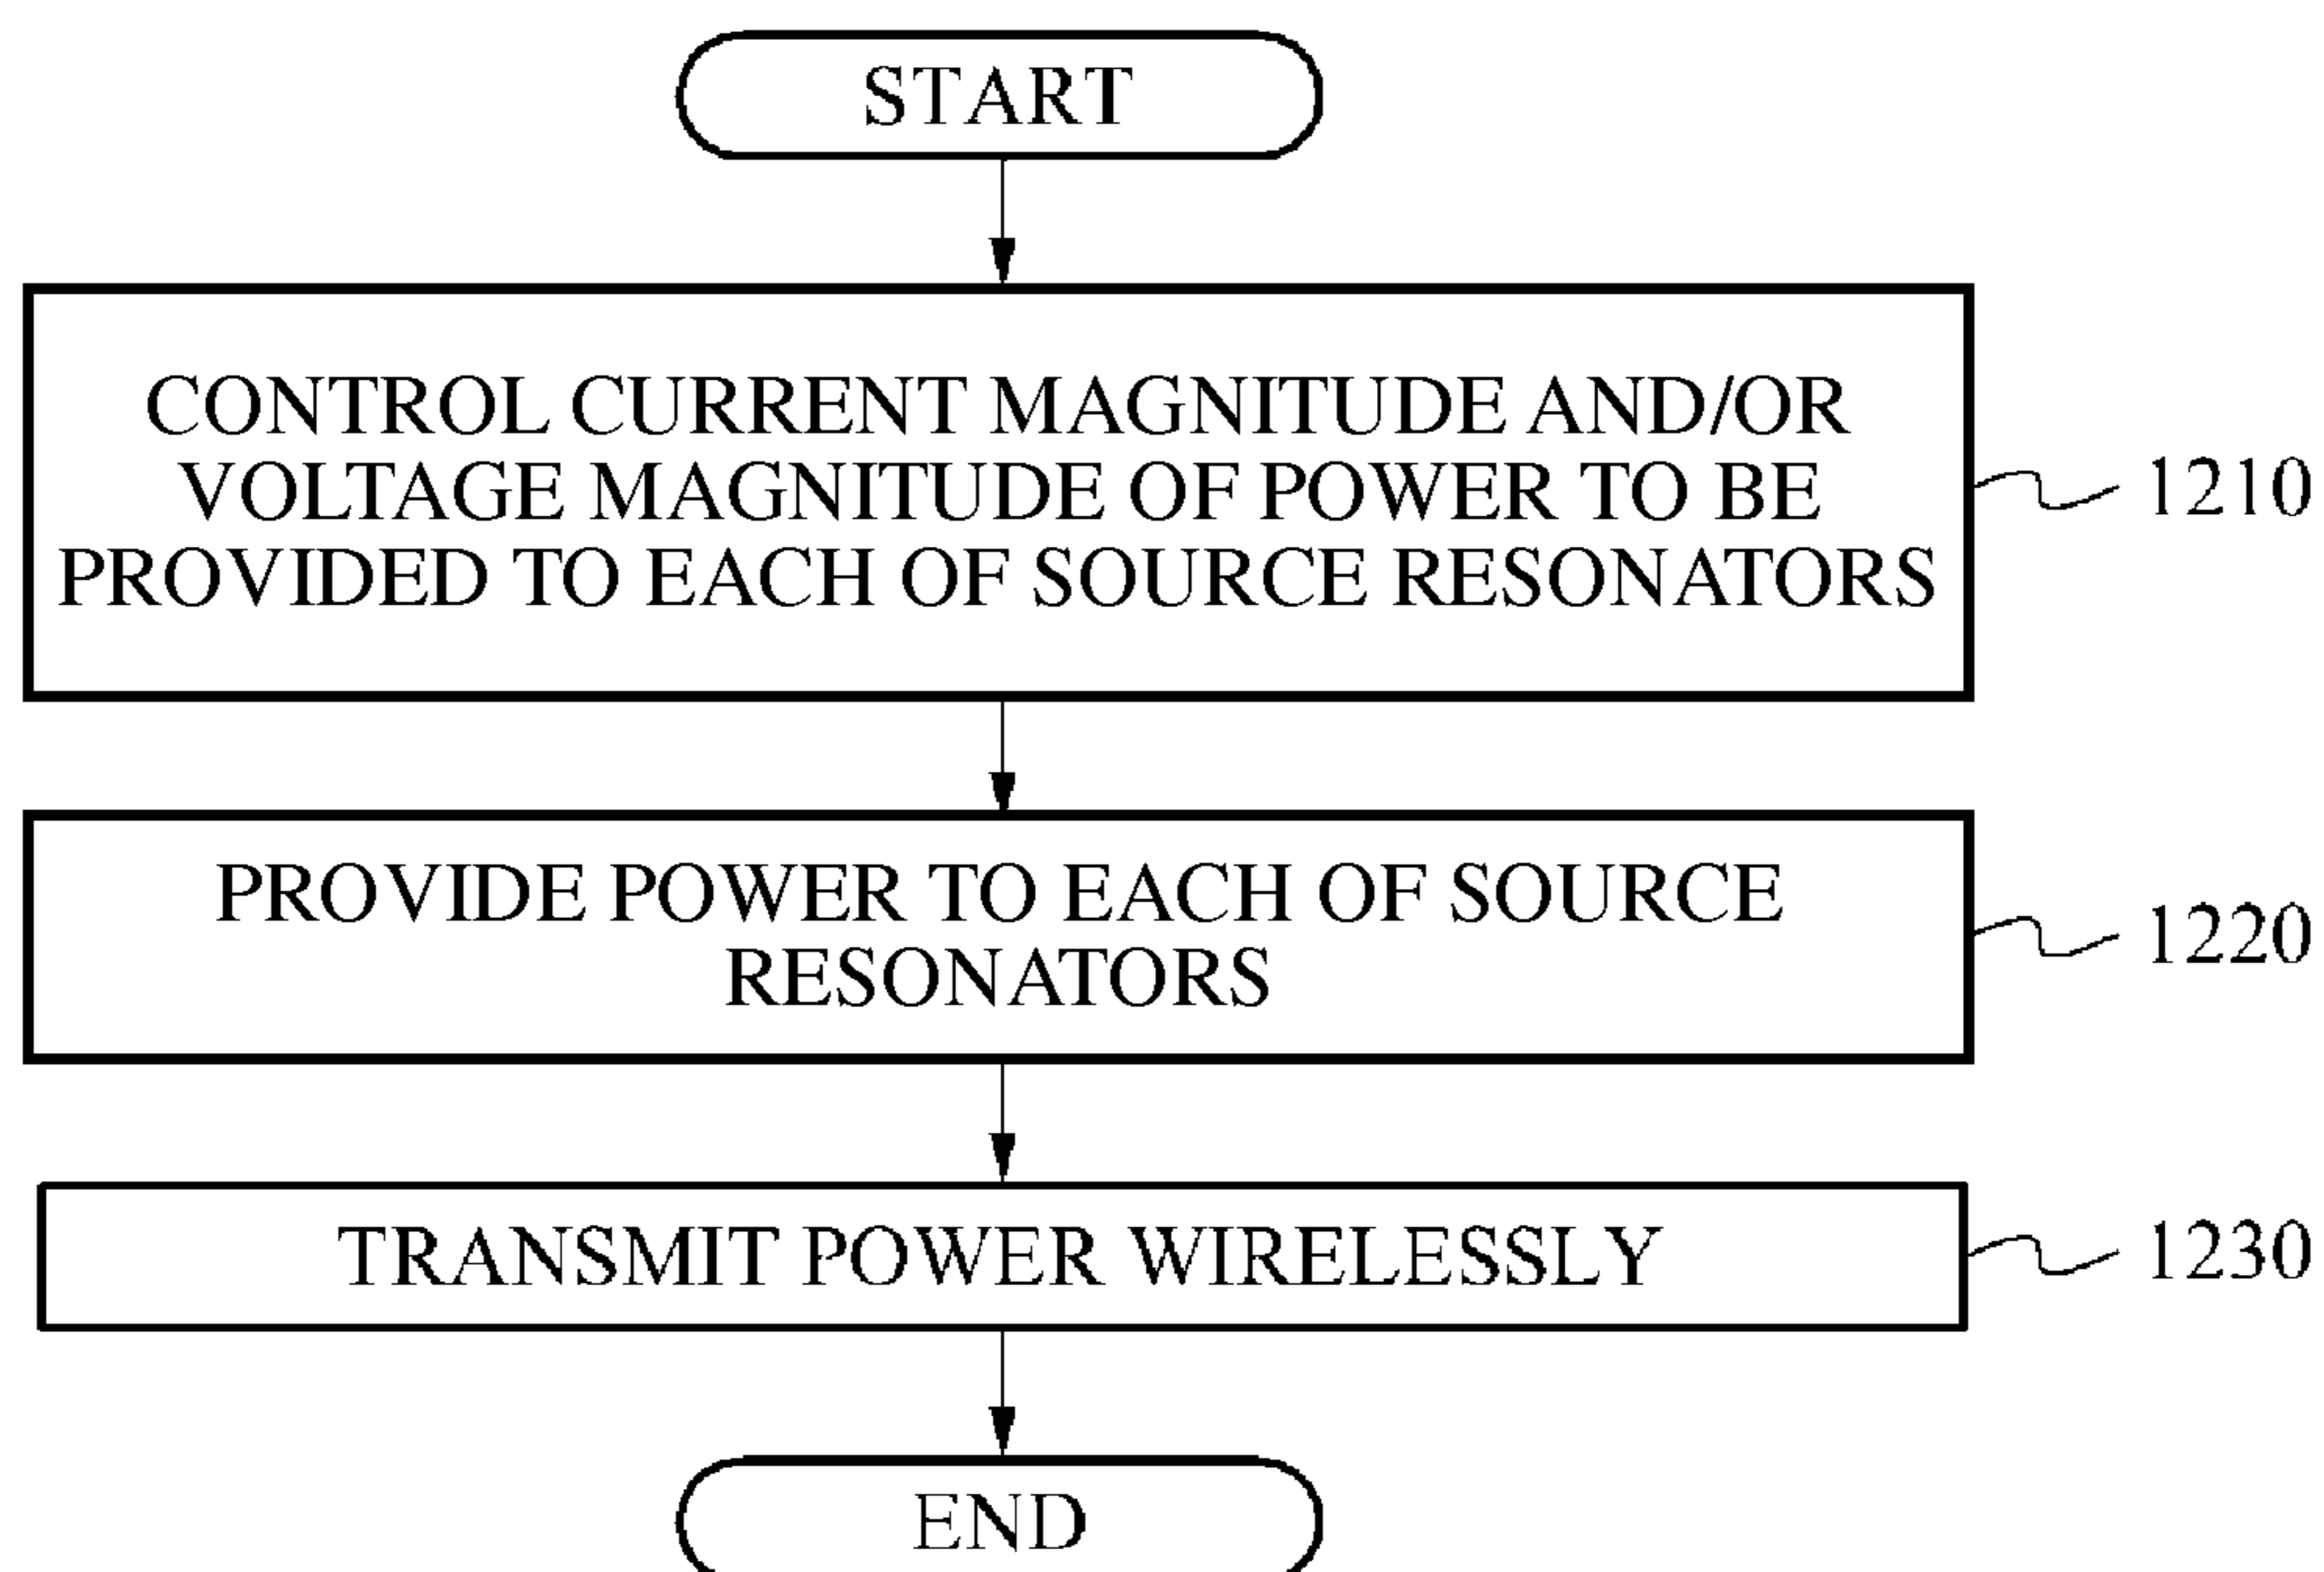 START
CONTROL CURRENT MAGNITUDE AND/OR
VOLTAGE MAGNITUDE OF POWER TO BE
PROVIDED TO EACH OF SOURCE RESONATORS
1210
PROVIDE POWER TO EACH OF SOURCE
RESONATORS
1220
TRANSMIT POWER WIRELESSLY
1230
END